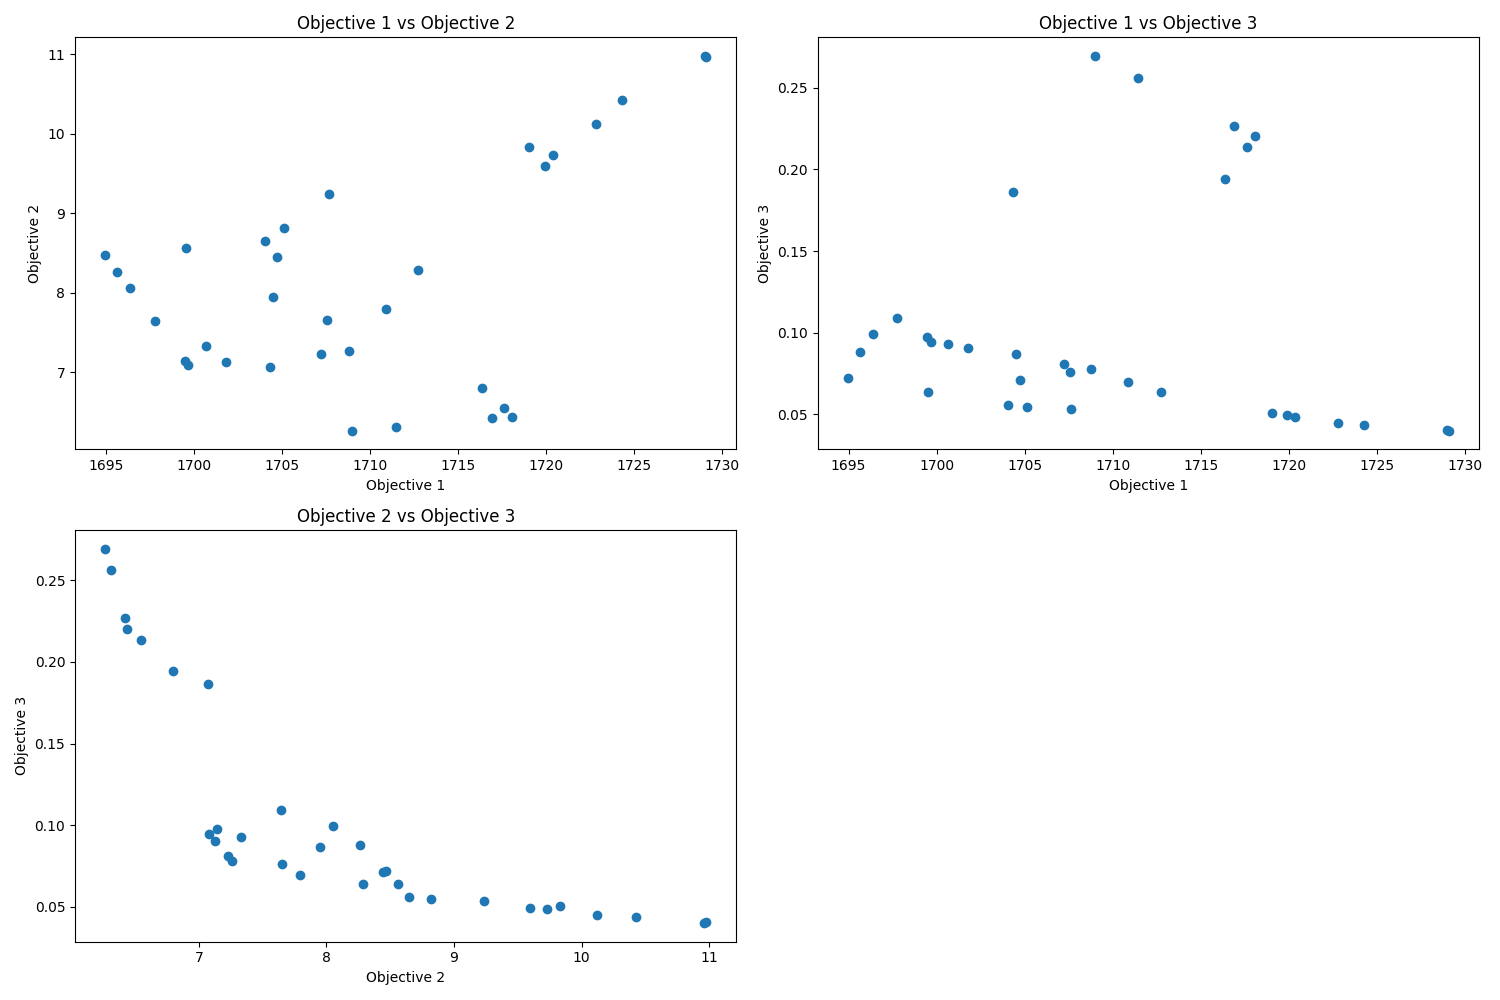 Objective 1 vs Objective 2
11
10
9
8
7
Objective 2
1695 1700 1705 1710 1715 1720 1725 1730
Objective 1
Objective 1 vs Objective 3
0.25
0.20
0.15
0.10
0.05
Objective 3
1695 1700 1705 1710 1715 1720 1725 1730
Objective 1
Objective 2 vs Objective 3
0.25
0.20
0.15
0.10
0.05
Objective 3
7 8 9 10 11
Objective 2